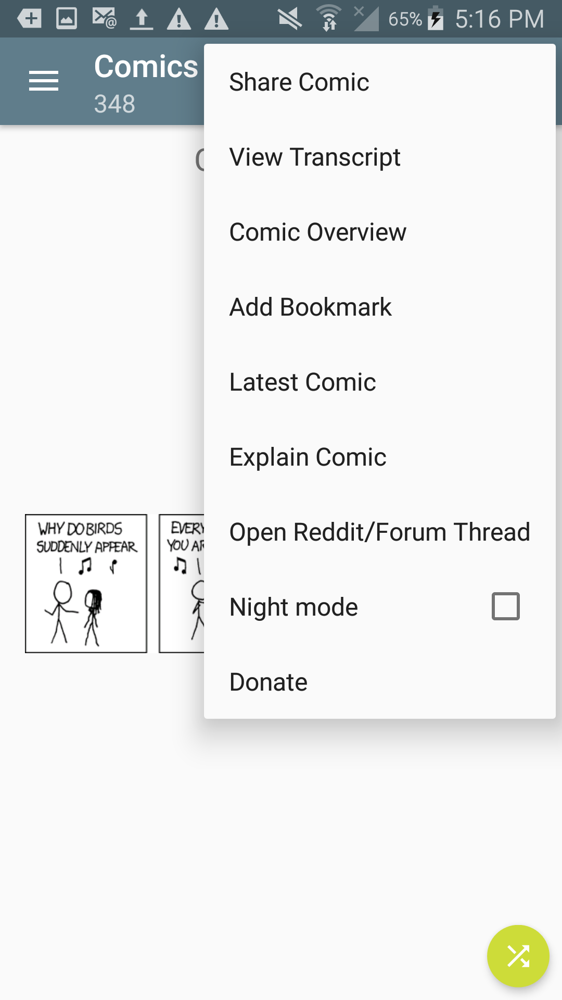 65% 5:16 PM
Comics
348
Share Comic
View Transcript
Comic Overview
Add Bookmark
Latest Comic
Explain Comic
Open Reddit/Forum Thread
Night mode
Donate
WHY DO BIRDS
SUDDENLY APPEAR
EVERY
YOU AR